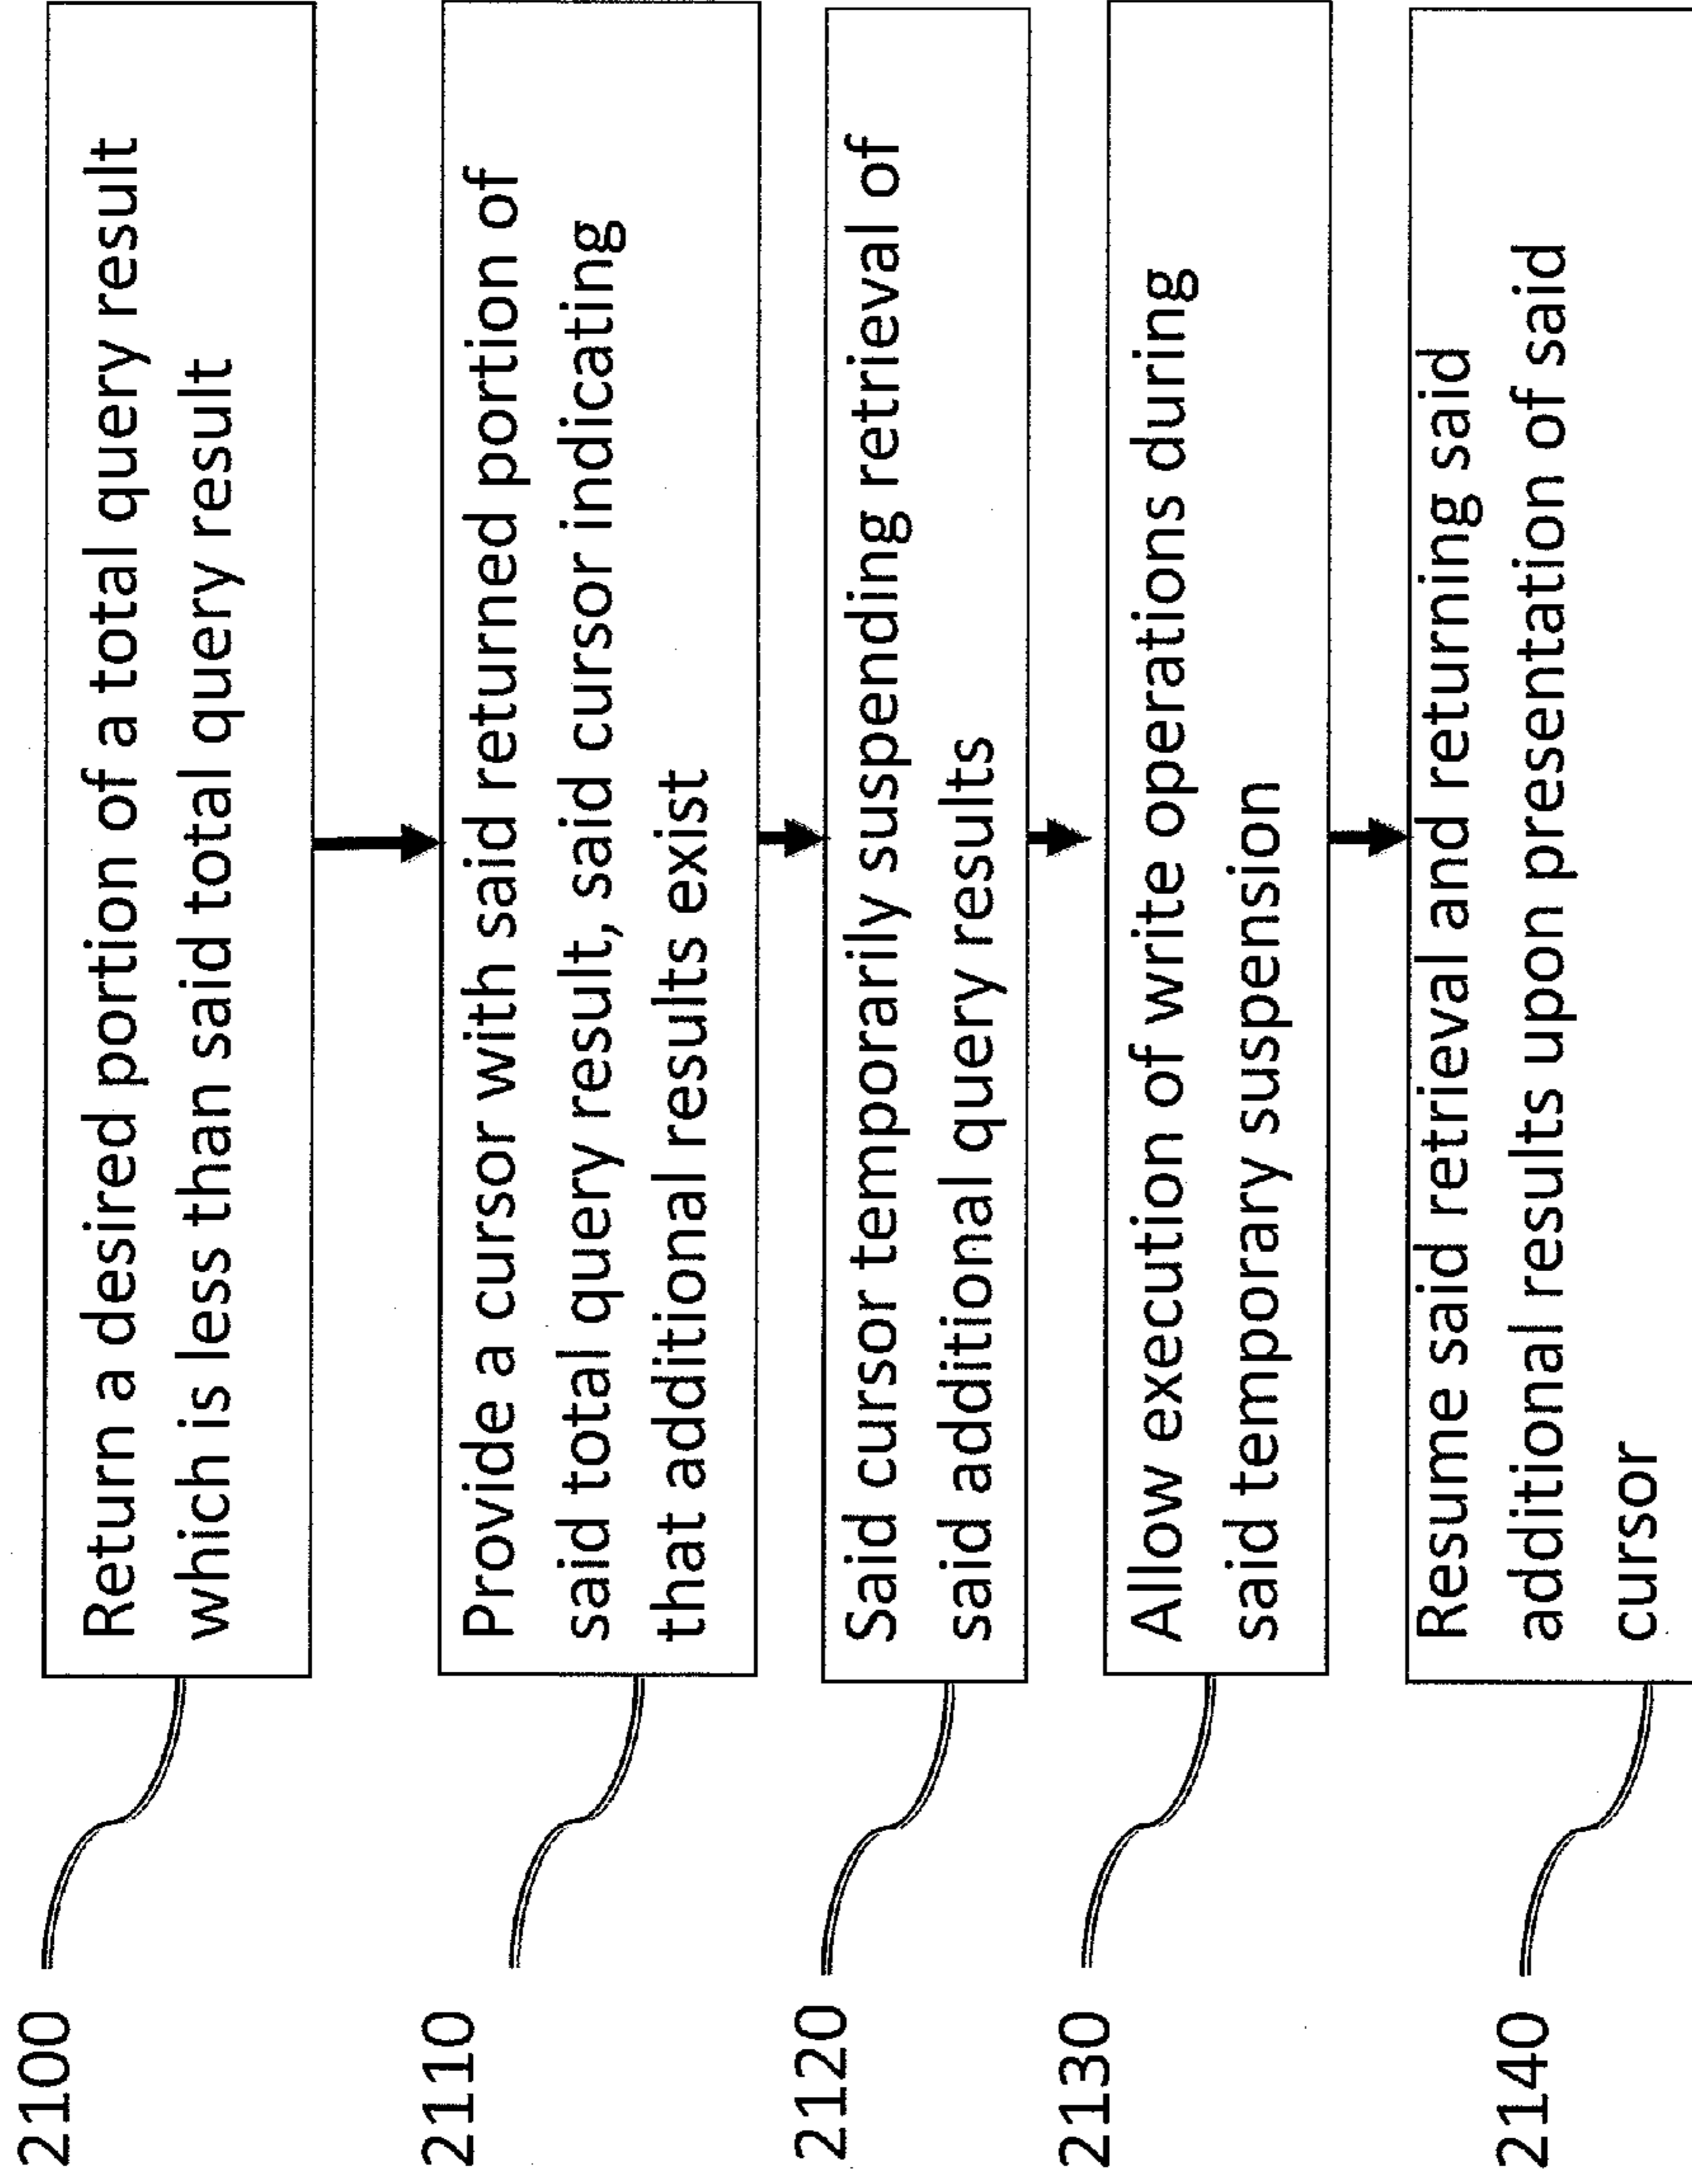 2100
Return a desired portion of a total query result
which is less than said total query result
2110
Provide a cursor with said returned portion of
said total query result, said cursor indicating
that additional results exist
2120
Said cursor temporarily suspending retrieval of
said additional query results
2130
Allow execution of write operations during
said temporary suspension
2140
Resume said retrieval and returning said
additional results upon presentation of said
cursor